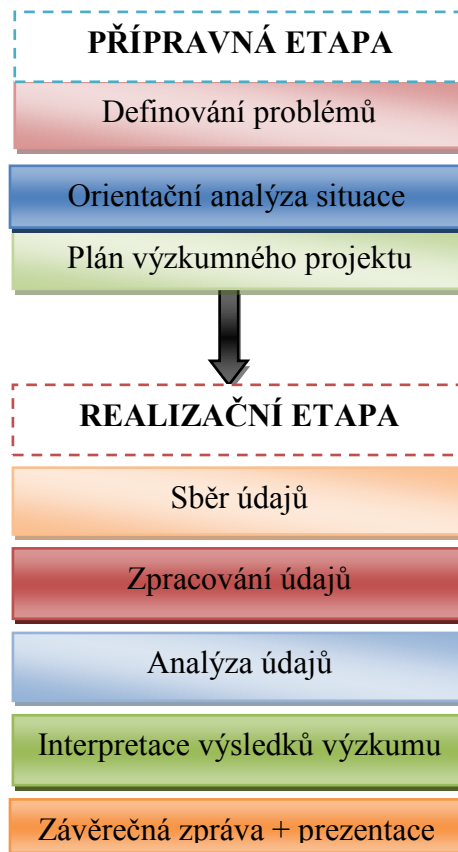 PŘÍPRAVNÁ ETAPA
Definování problémů
Orientační analýza situace
Plán výzkumného projektu
REALIZAČNÍ ETAPA
Sběr údajů
Zpracování údajů
Analýza údajů
Interpretace výsledků výzkumu
Závěrečná zpráva + prezentace